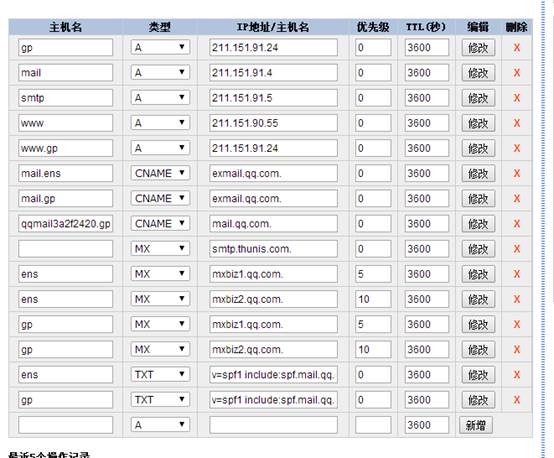 主机名 类型 IP地址/主机名 优先级 TTL(秒) 编辑 删除
gp A 211.151.91.24 0 3600 修改 X
mail A 211.151.91.4 0 3600 修改 X
smtp A 211.151.91.5 0 3600 修改 X
www A 211.151.90.55 0 3600 修改 X
www.gp A 211.151.91.24 0 3600 修改 X
mail.ens CNAME exmail.qq.com. 0 3600 修改 X
mail.gp CNAME exmail.qq.com. 0 3600 修改 X
qqmail3a2f2420.gp CNAME mail.qq.com. 0 3600 修改 X
MX smtp.thunis.com. 0 3600 修改 X
ens MX mxbiz1.qq.com. 5 3600 修改 X
ens MX mxbiz2.qq.com. 10 3600 修改 X
gp MX mxbiz1.qq.com. 5 3600 修改 X
gp MX mxbiz2.qq.com. 10 3600 修改 X
ens TXT v=spf1 include:spf.mail.qq. 0 3600 修改 X
gp TXT v=spf1 include:spf.mail.qq. 0 3600 修改 X
A 3600 新增
最近5个操作记录